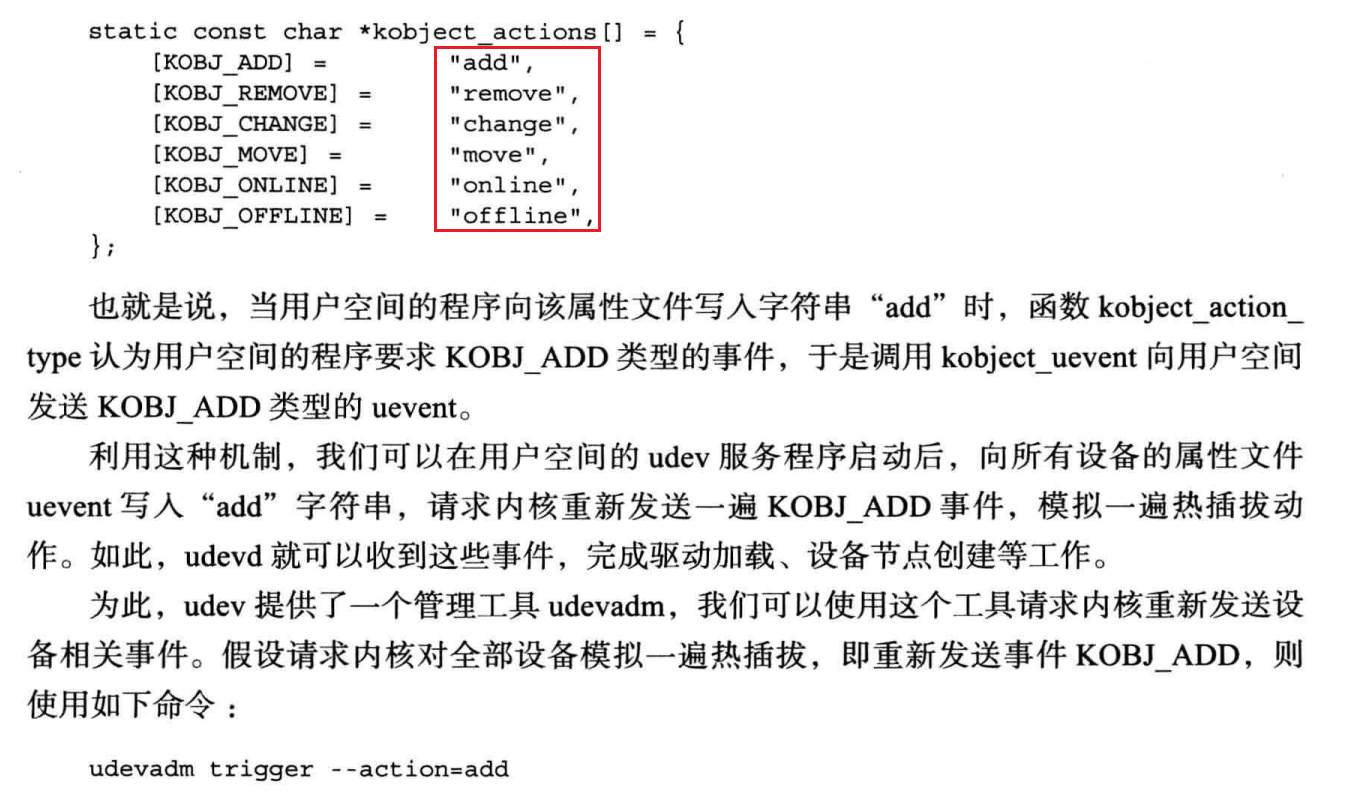 static const char *kobject_actions[] = {
[KOBJ_ADD] = "add",
[KOBJ_REMOVE] = "remove",
[KOBJ_CHANGE] = "change",
[KOBJ_MOVE] = "move",
[KOBJ_ONLINE] = "online",
[KOBJ_OFFLINE] = "offline",
};
也就是说，当用户空间的程序向该属性文件写入字符串“add”时，函数 kobject_action_
type 认为用户空间的程序要求 KOBJ_ADD 类型的事件，于是调用 kobject_uevent 向用户空间
发送 KOBJ_ADD 类型的 uevent。
利用这种机制，我们可以在用户空间的 udev 服务程序启动后，向所有设备的属性文件
uevent 写入“add”字符串，请求内核重新发送一遍 KOBJ_ADD 事件，模拟一遍热插拔动
作。如此，udevd 就可以收到这些事件，完成驱动加载、设备节点创建等工作。
为此，udev 提供了一个管理工具 udevadm，我们可以使用这个工具请求内核重新发送设
备相关事件。假设请求内核对全部设备模拟一遍热插拔，即重新发送事件 KOBJ_ADD，则
使用如下命令：
udevadm trigger --action=add